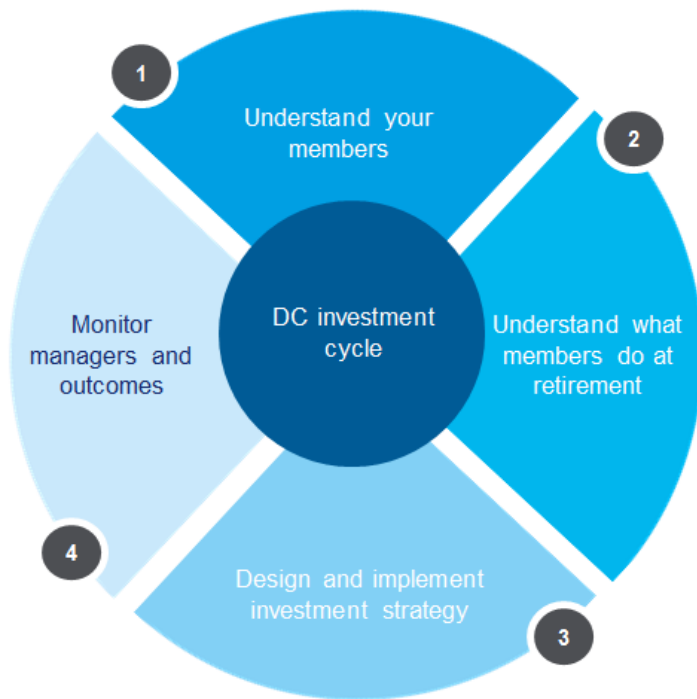 1
Understand your
members
2
Understand what
members do at
retirement
3
Design and implement
investment strategy
4
Monitor
managers and
outcomes
DC investment
cycle